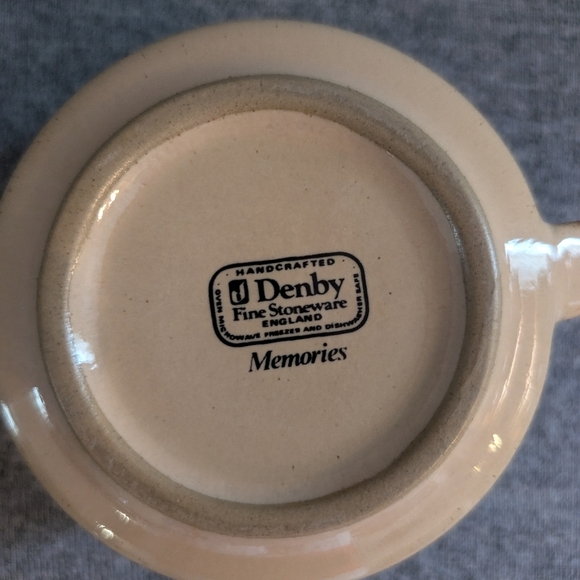 HANDCRAFTED
Denby
Fine Stoneware
ENGLAND
OVEN MICROWAVE FREEZER AND DISHWASHER SAFE
Memories